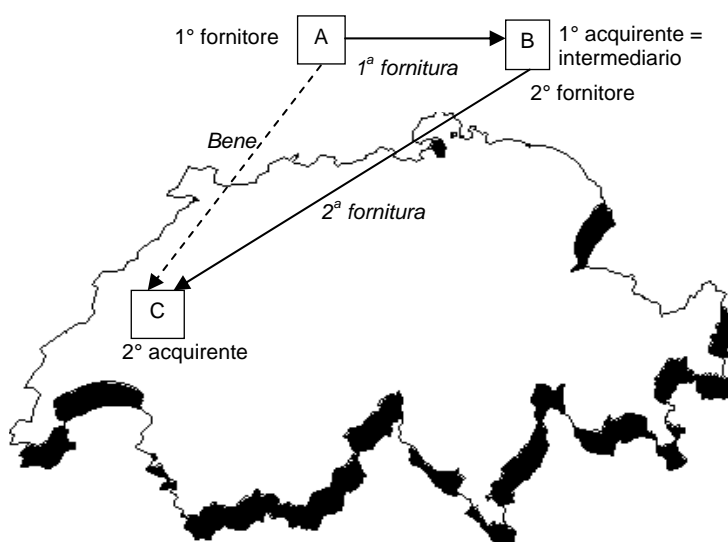 1° fornitore
A
B
1° acquirente =
intermediario
1ª fornitura
2° fornitore
Bene
2ª fornitura
C
2° acquirente